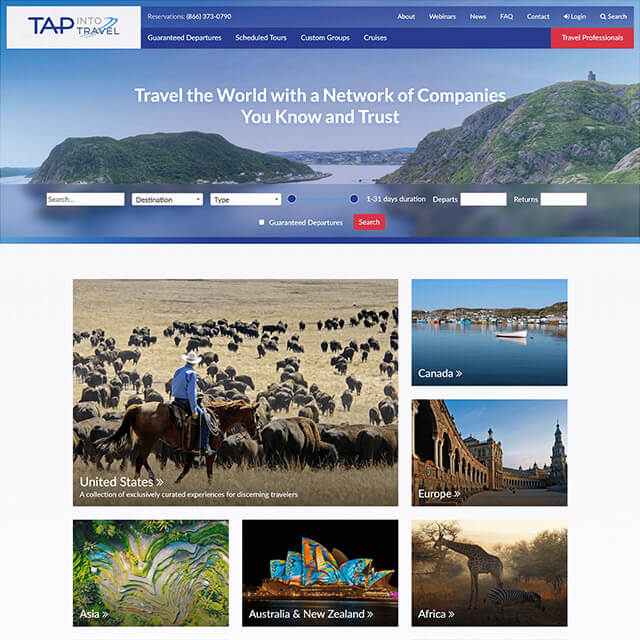 TAP INTO TRAVEL
Reservations: (866) 373-0790
About Webinars News FAQ Contact Login Search
Guaranteed Departures Scheduled Tours Custom Groups Cruises Travel Professionals
Travel the World with a Network of Companies
You Know and Trust
Search... Destination Type 1-31 days duration Departs Returns
Guaranteed Departures Search
Canada »
United States »
A collection of exclusively curated experiences for discerning travelers
Europe »
Asia »
Australia & New Zealand »
Africa »